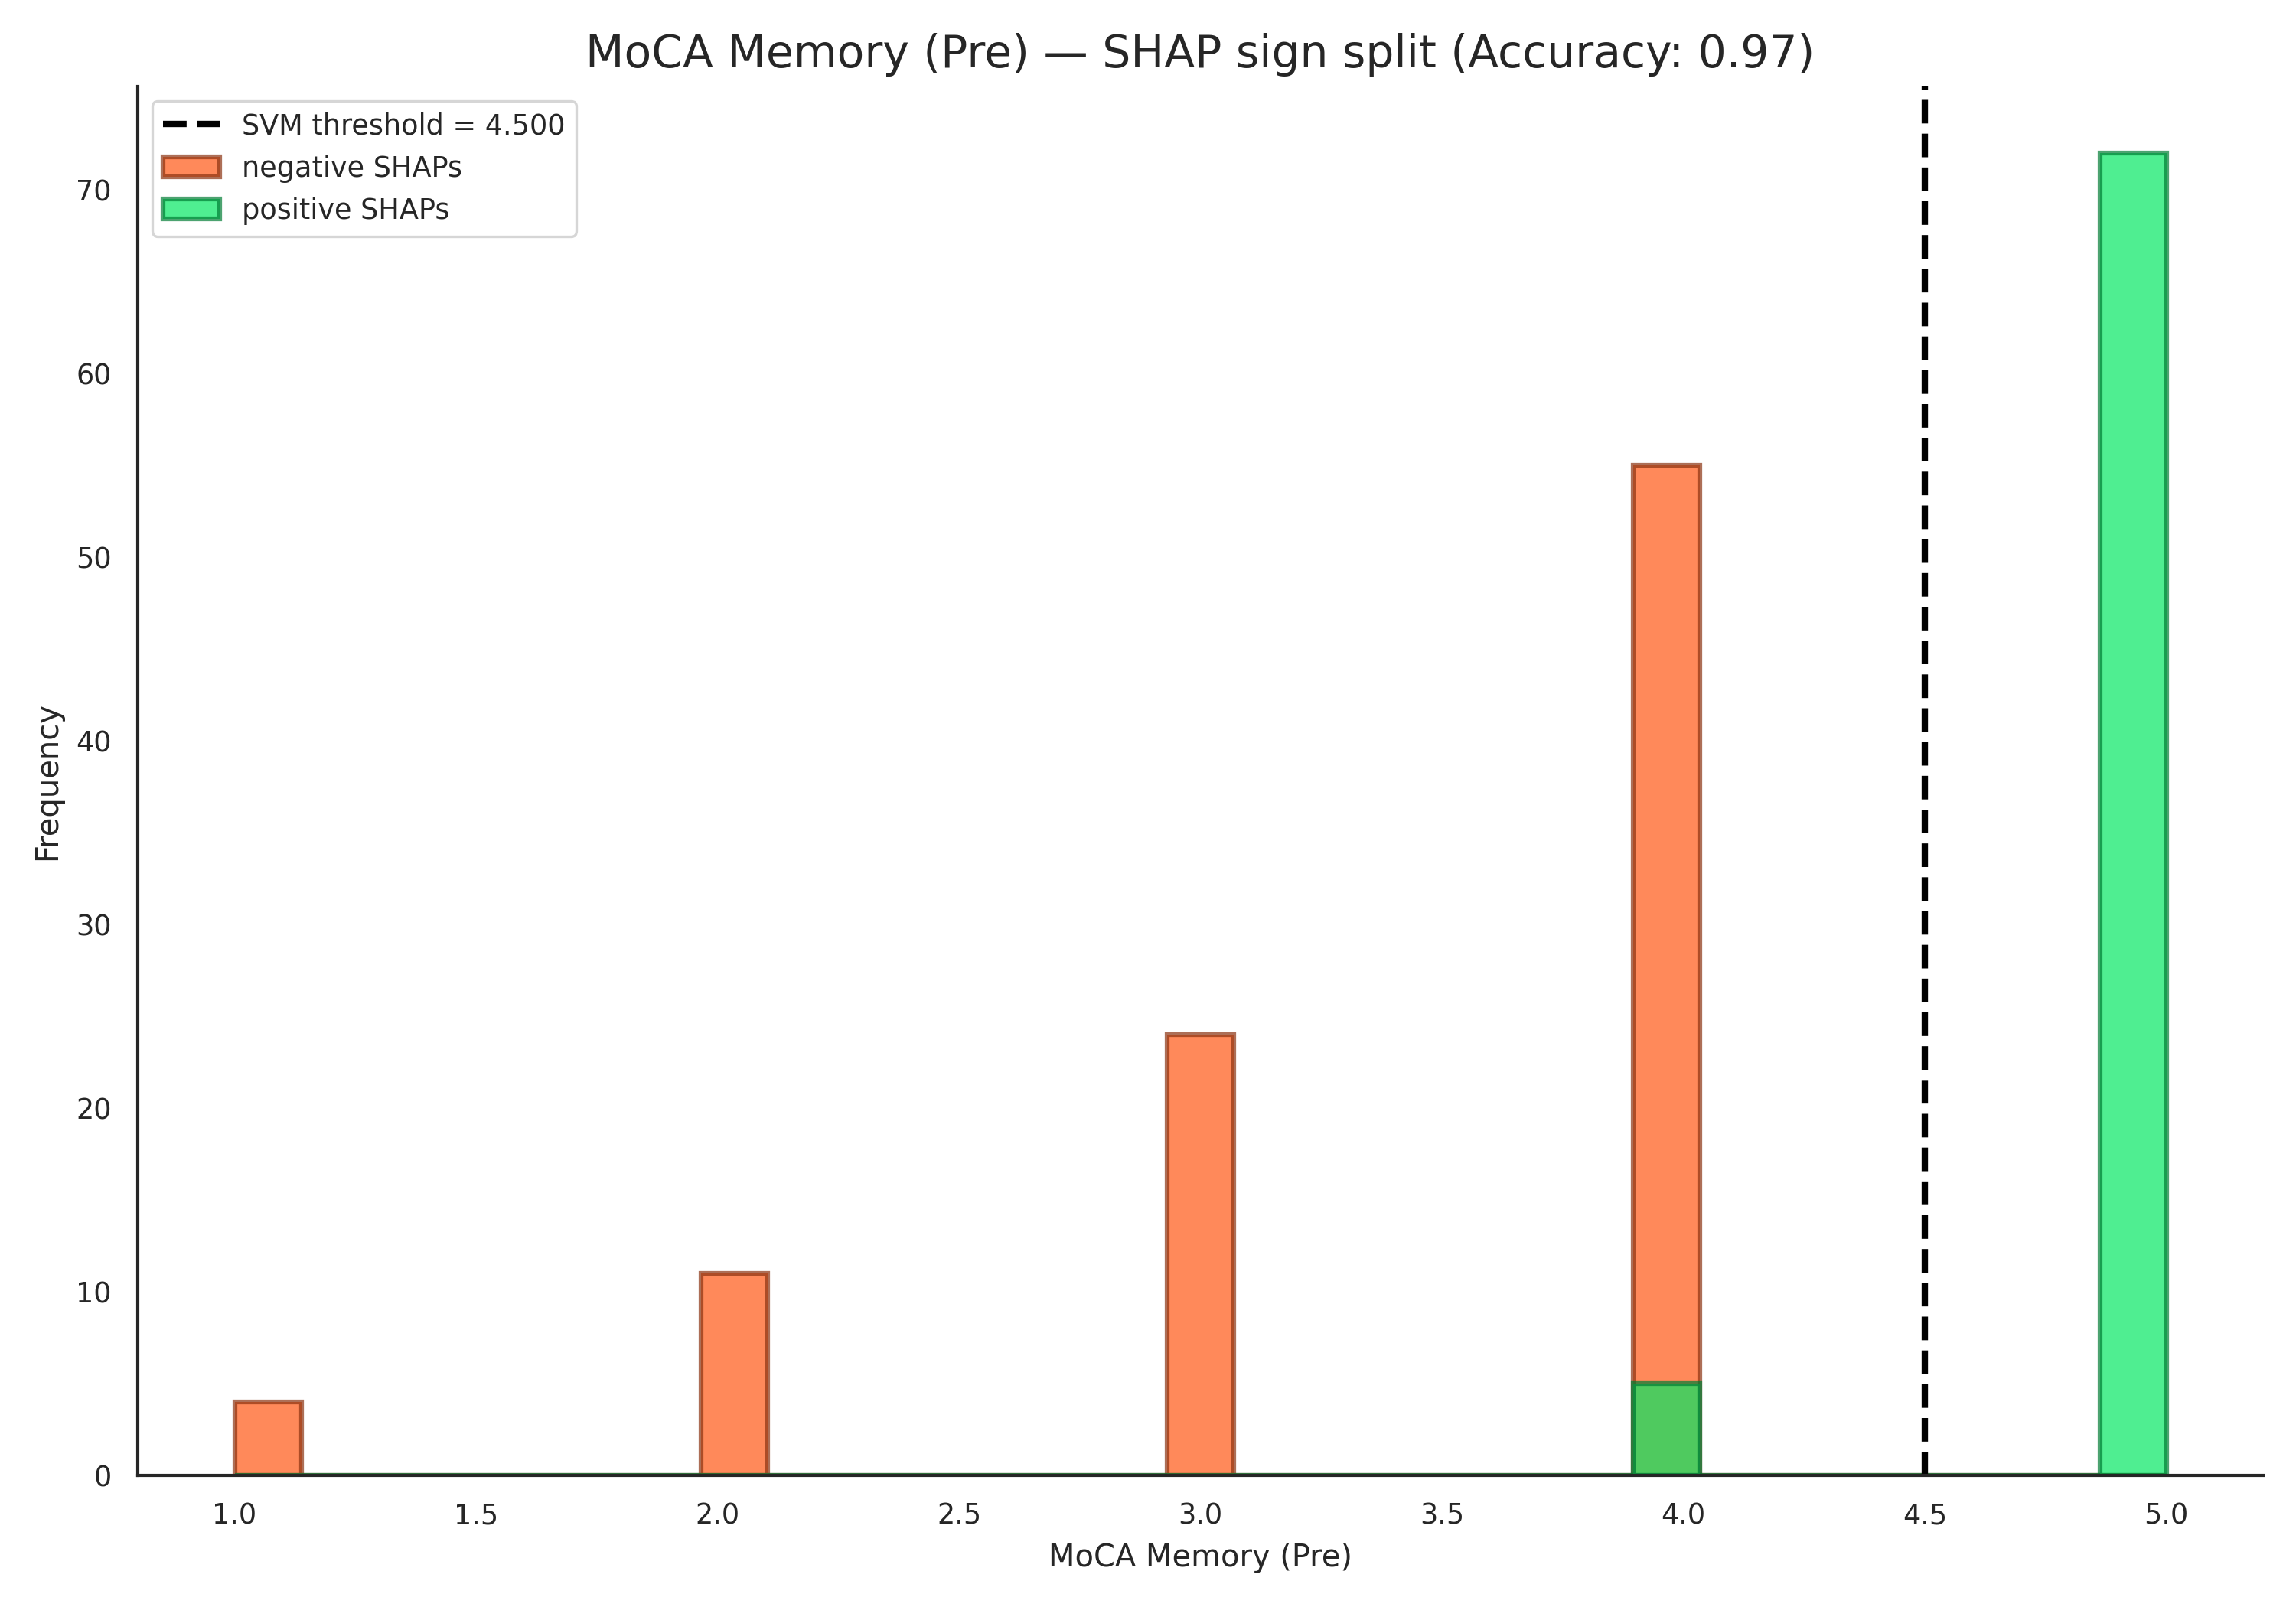 MoCA Memory (Pre) — SHAP sign split (Accuracy: 0.97)
SVM threshold = 4.500
negative SHAPs
positive SHAPs
Frequency
70
60
50
40
30
20
10
0
1.0 1.5 2.0 2.5 3.0 3.5 4.0 4.5 5.0
MoCA Memory (Pre)